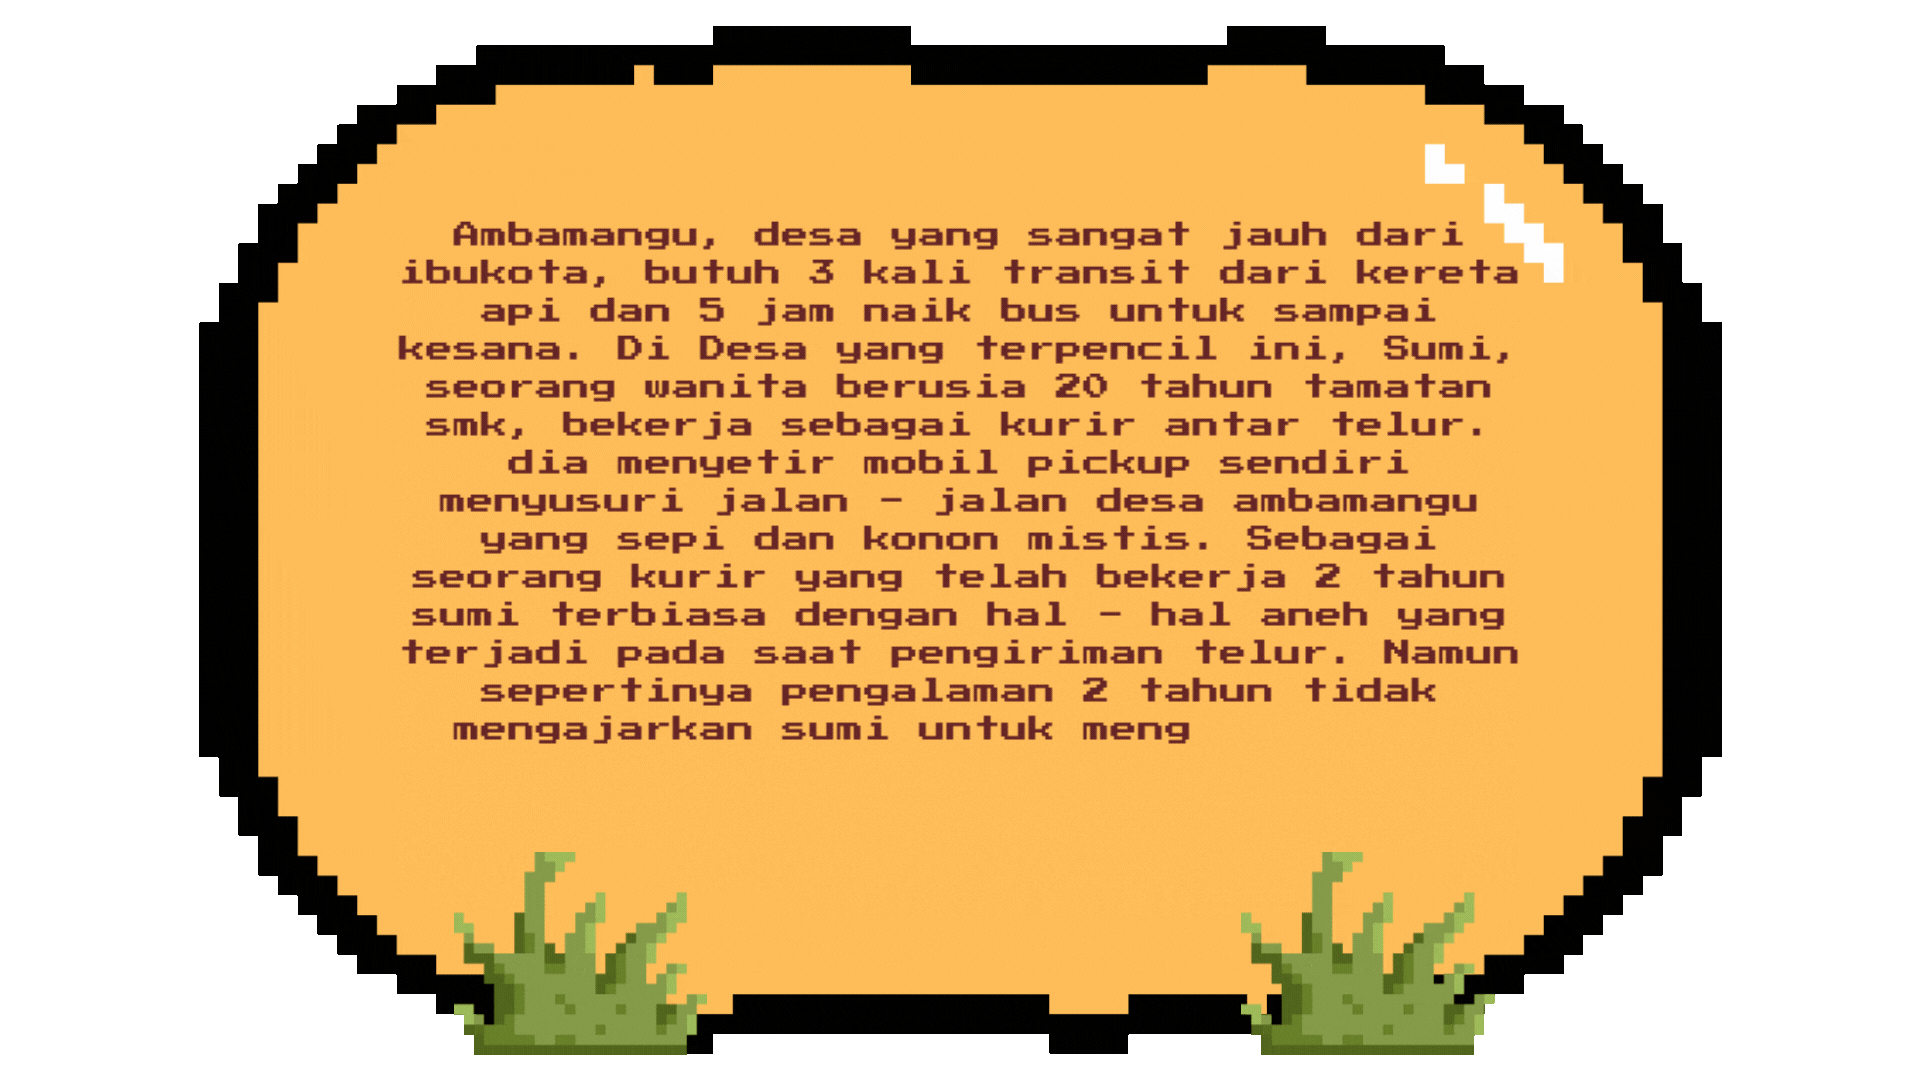 Ambamangu, desa yang sangat jauh dari
ibukota, butuh 3 kali transit dari kereta
api dan 5 jam naik bus untuk sampai
kesana. Di Desa yang terpencil ini, Sumi,
seorang wanita berusia 20 tahun tamatan
smk, bekerja sebagai kurir antar telur.
dia menyetir mobil pickup sendiri
menyusuri jalan - jalan desa ambamangu
yang sepi dan konon mistis. Sebagai
seorang kurir yang telah bekerja 2 tahun
sumi terbiasa dengan hal - hal aneh yang
terjadi pada saat pengiriman telur. Namun
sepertinya pengalaman 2 tahun tidak
mengajarkan sumi untuk meng